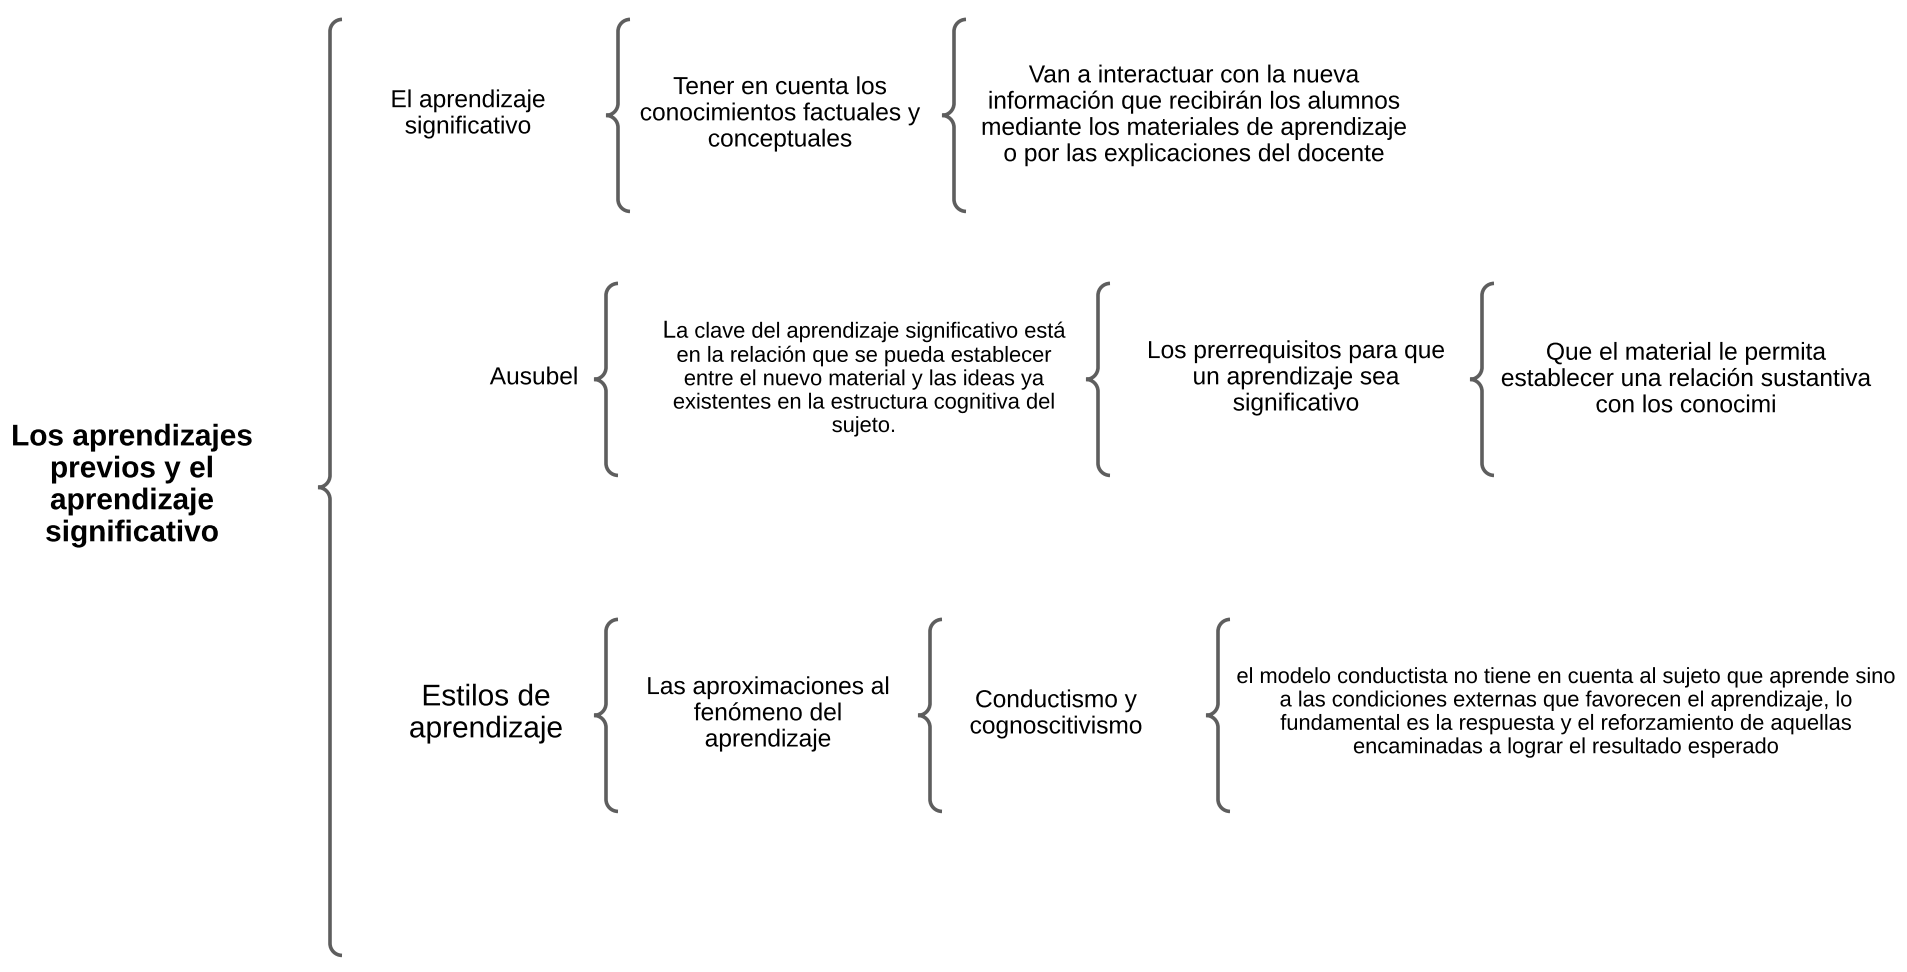 Los aprendizajes
previos y el
aprendizaje
significativo
El aprendizaje
significativo
Tener en cuenta los
conocimientos factuales y
conceptuales
Van a interactuar con la nueva
información que recibirán los alumnos
mediante los materiales de aprendizaje
o por las explicaciones del docente
Ausubel
La clave del aprendizaje significativo está
en la relación que se pueda establecer
entre el nuevo material y las ideas ya
existentes en la estructura cognitiva del
sujeto.
Los prerrequisitos para que
un aprendizaje sea
significativo
Que el material le permita
establecer una relación sustantiva
con los conocimi
Estilos de
aprendizaje
Las aproximaciones al
fenómeno del
aprendizaje
Conductismo y
cognoscitivismo
el modelo conductista no tiene en cuenta al sujeto que aprende sino
a las condiciones externas que favorecen el aprendizaje, lo
fundamental es la respuesta y el reforzamiento de aquellas
encaminadas a lograr el resultado esperado